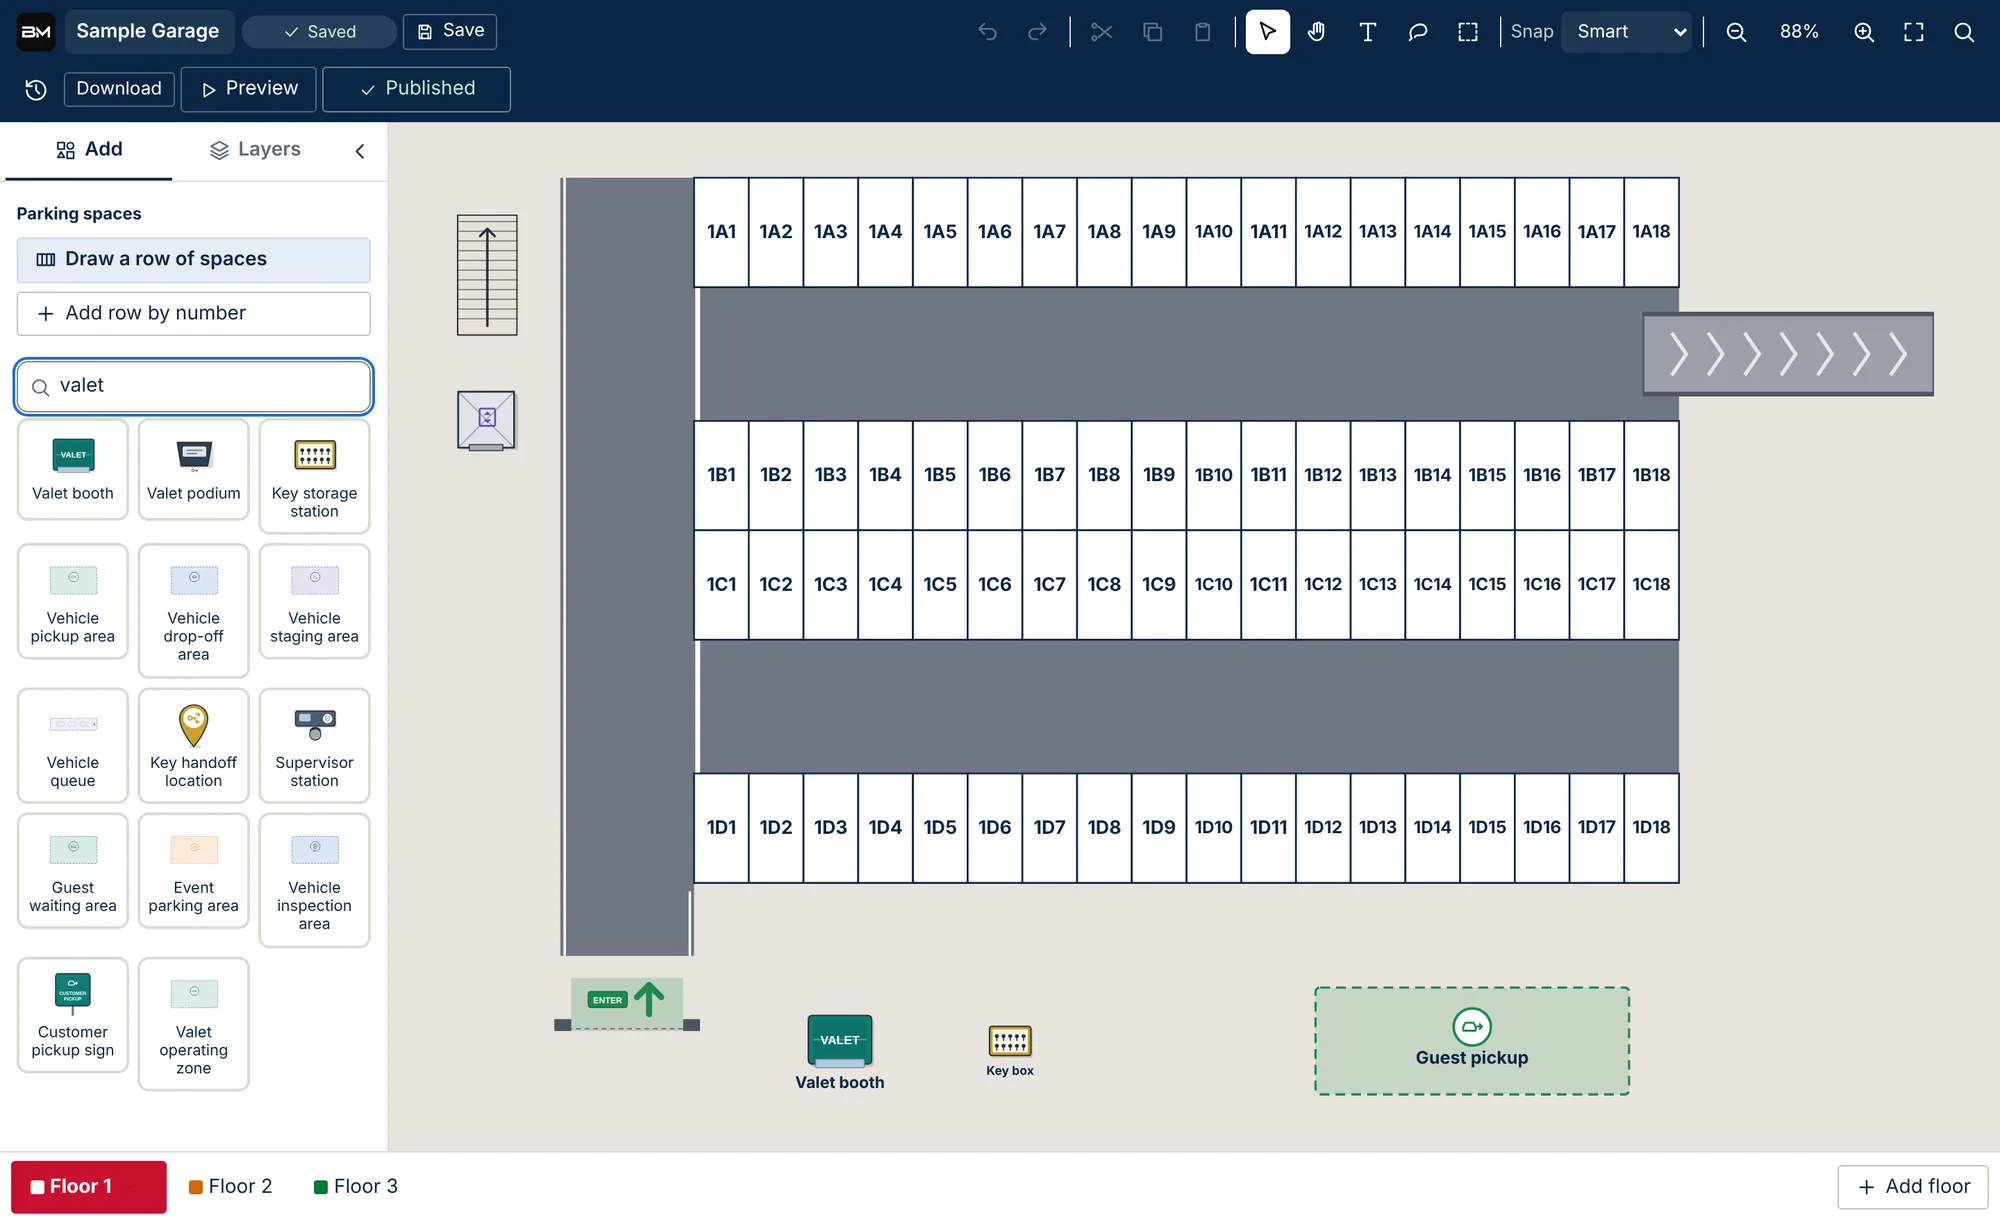 BM Sample Garage Saved Save Snap Smart 88%
Download Preview Published
Add Layers
Parking spaces
Draw a row of spaces
Add row by number
valet
VALET
Valet booth Valet podium Key storage
station
Vehicle
pickup area
Vehicle
drop-off
area
Vehicle
staging area
Vehicle
queue
Key handoff
location
Supervisor
station
Guest
waiting area
Event
parking area
Vehicle
inspection
area
CUSTOMER
PICKUP
Customer
pickup sign
Valet
operating
zone
1A1 1A2 1A3 1A4 1A5 1A6 1A7 1A8 1A9 1A10 1A11 1A12 1A13 1A14 1A15 1A16 1A17 1A18
1B1 1B2 1B3 1B4 1B5 1B6 1B7 1B8 1B9 1B10 1B11 1B12 1B13 1B14 1B15 1B16 1B17 1B18
1C1 1C2 1C3 1C4 1C5 1C6 1C7 1C8 1C9 1C10 1C11 1C12 1C13 1C14 1C15 1C16 1C17 1C18
1D1 1D2 1D3 1D4 1D5 1D6 1D7 1D8 1D9 1D10 1D11 1D12 1D13 1D14 1D15 1D16 1D17 1D18
ENTER
VALET
Valet booth
Key box
Guest pickup
Floor 1 Floor 2 Floor 3 Add floor